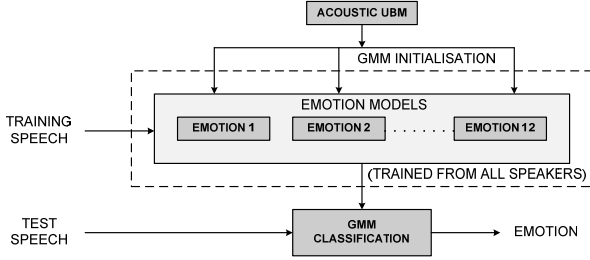 ACOUSTIC UBM
GMM INITIALISATION
EMOTION MODELS
EMOTION 1
EMOTION 2
. . . . . . .
EMOTION 12
TRAINING
SPEECH
(TRAINED FROM ALL SPEAKERS)
TEST
SPEECH
GMM
CLASSIFICATION
EMOTION